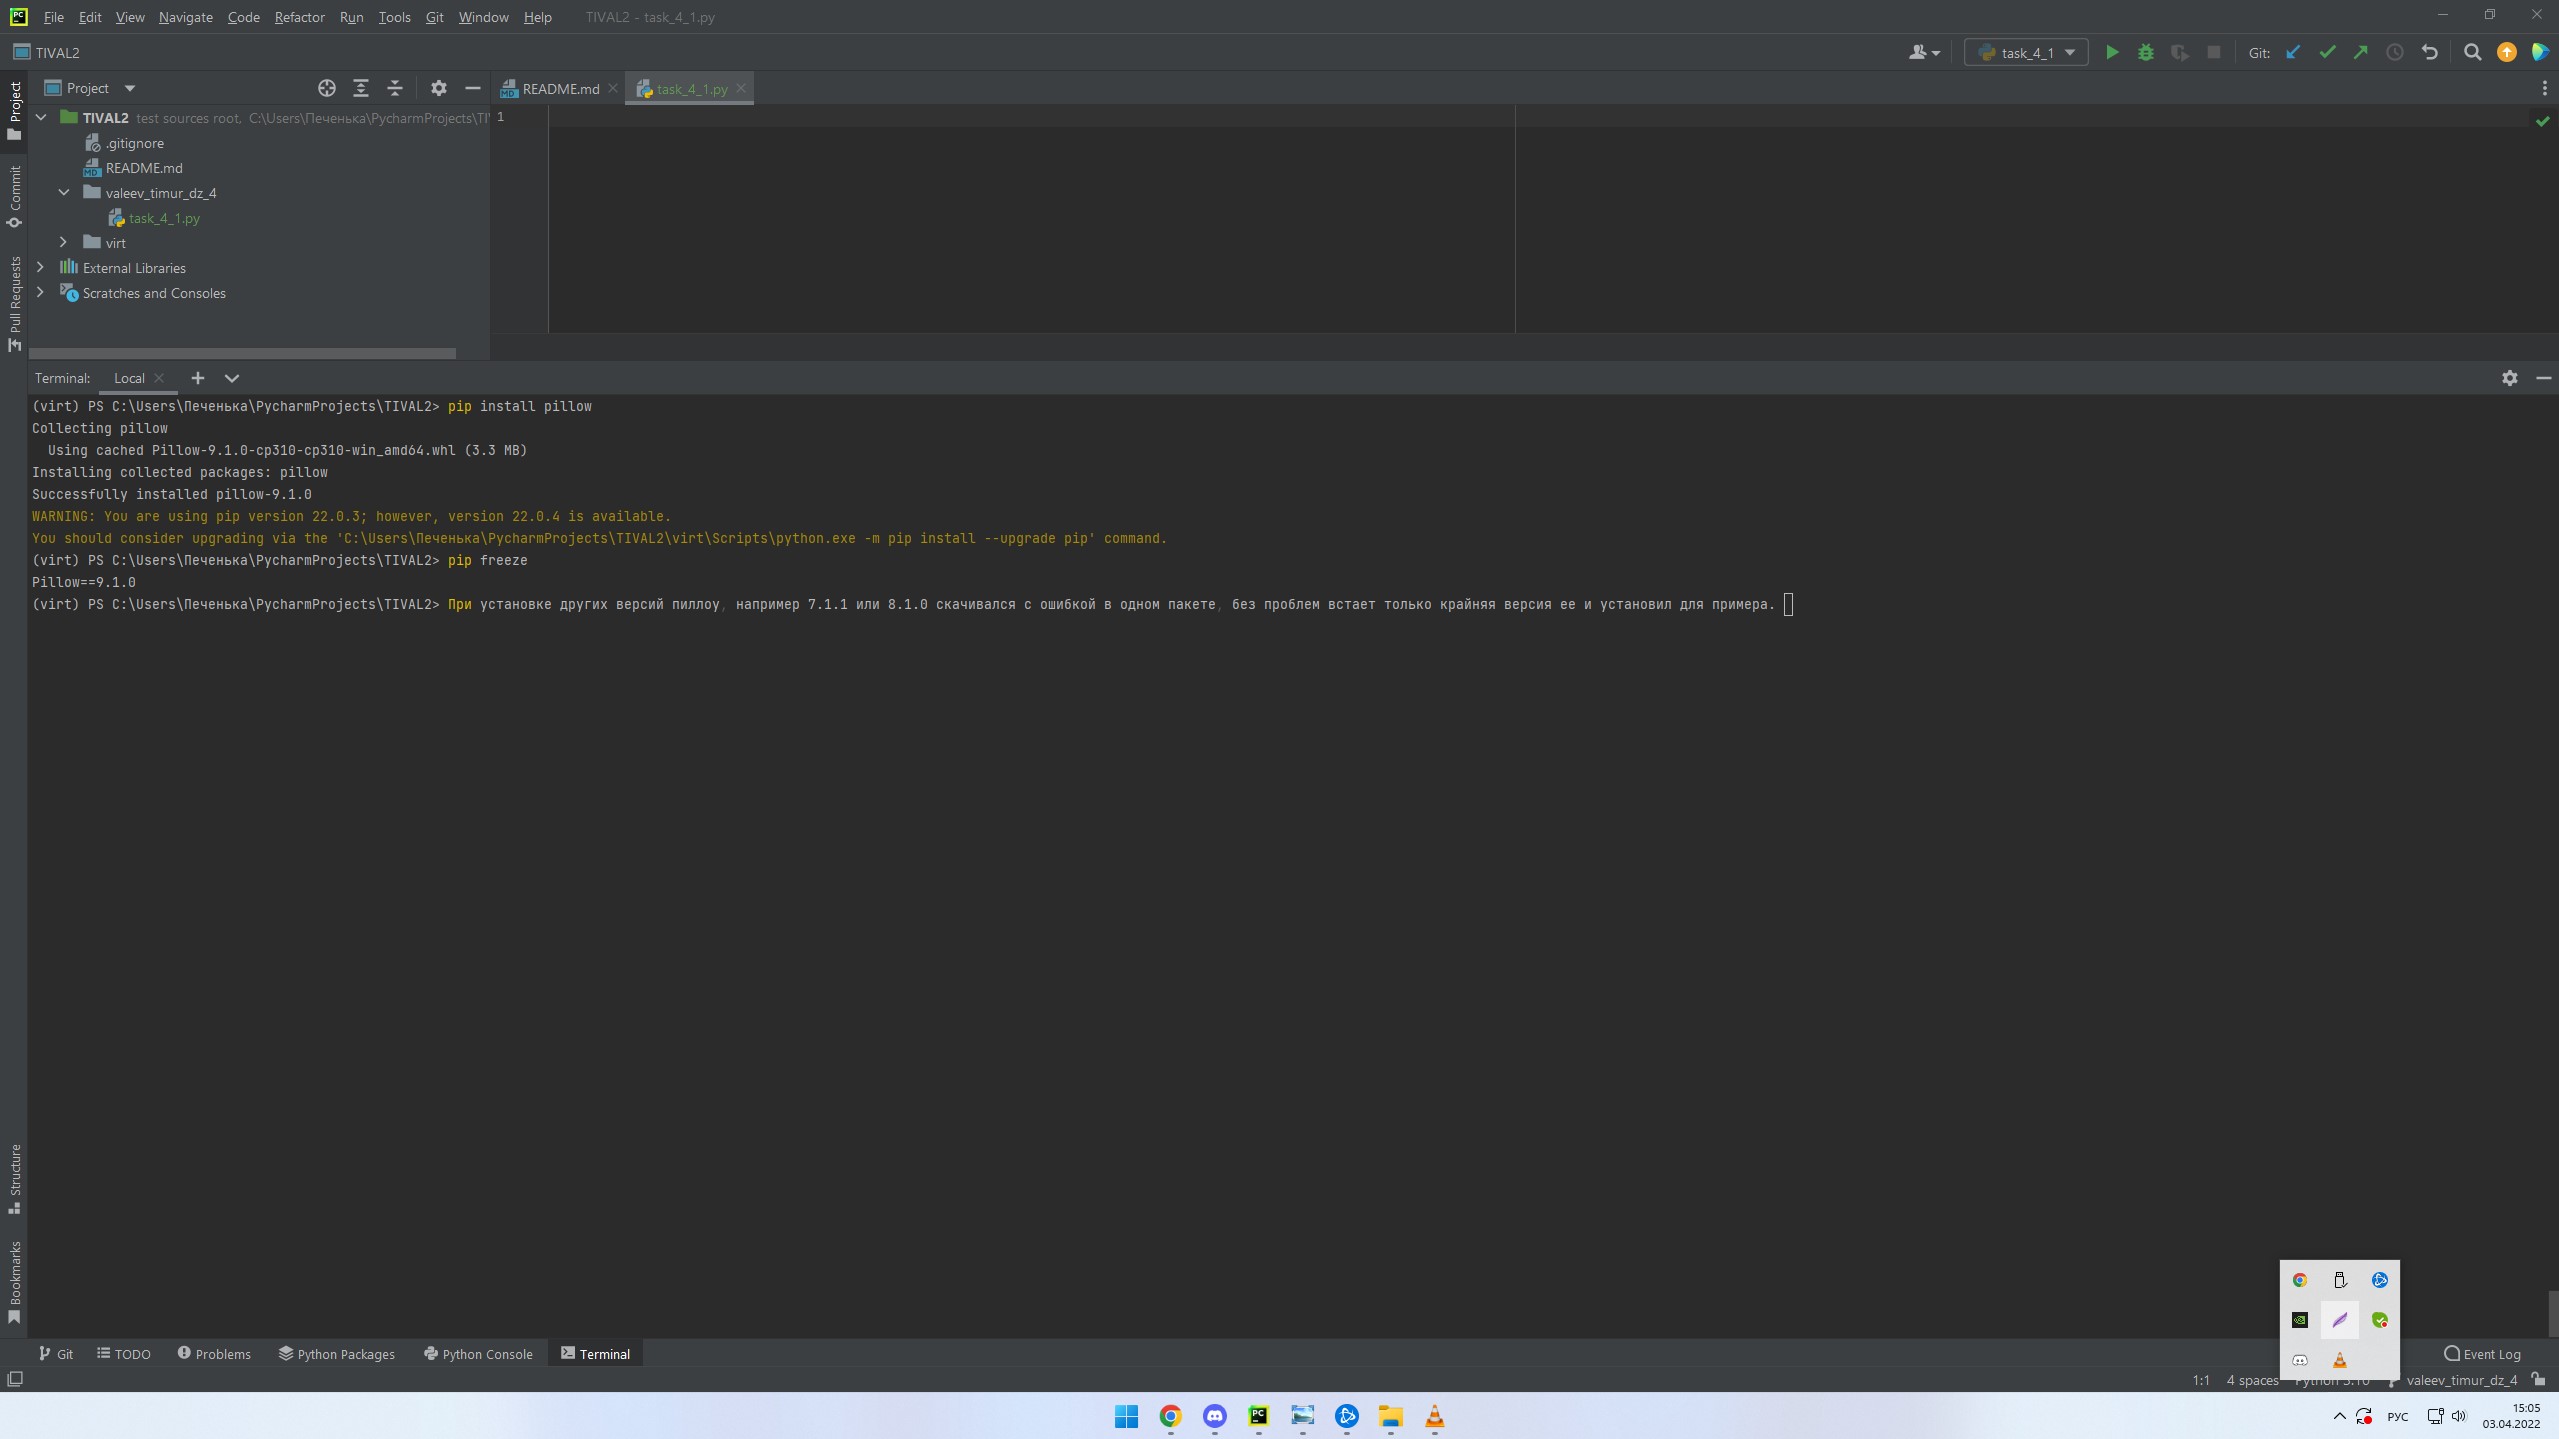 File Edit View Navigate Code Refactor Run Tools Git Window Help TIVAL2 - task_4_1.py
TIVAL2 task_4_1 Git:
Project README.md task_4_1.py
TIVAL2 test sources root, C:\Users\Печенька\PycharmProjects\TI
.gitignore
README.md
valeev_timur_dz_4
task_4_1.py
virt
External Libraries
Scratches and Consoles
1
Project
Commit
Pull Requests
Terminal: Local
(virt) PS C:\Users\Печенька\PycharmProjects\TIVAL2> pip install pillow
Collecting pillow
Using cached Pillow-9.1.0-cp310-cp310-win_amd64.whl (3.3 MB)
Installing collected packages: pillow
Successfully installed pillow-9.1.0
WARNING: You are using pip version 22.0.3; however, version 22.0.4 is available.
You should consider upgrading via the 'C:\Users\Печенька\PycharmProjects\TIVAL2\virt\Scripts\python.exe -m pip install --upgrade pip' command.
(virt) PS C:\Users\Печенька\PycharmProjects\TIVAL2> pip freeze
Pillow==9.1.0
(virt) PS C:\Users\Печенька\PycharmProjects\TIVAL2> При установке других версий пиллоу, например 7.1.1 или 8.1.0 скачивался с ошибкой в одном пакете, без проблем встает только крайняя версия ее и установил для примера.
Structure
Bookmarks
Git TODO Problems Python Packages Python Console Terminal Event Log
1:1 4 spaces Python 3.10 valeev_timur_dz_4
РУС 15:05
03.04.2022